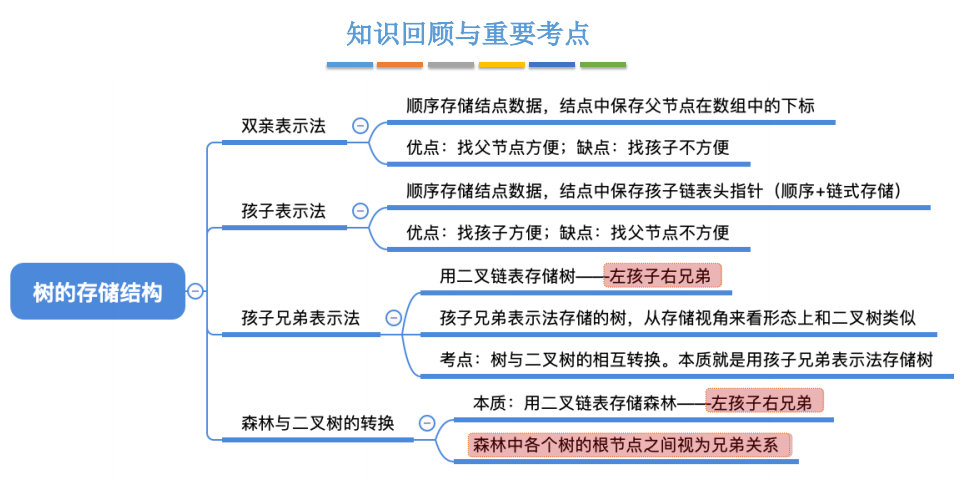 知识回顾与重要考点
树的存储结构
双亲表示法
顺序存储结点数据，结点中保存父节点在数组中的下标
优点：找父节点方便；缺点：找孩子不方便
孩子表示法
顺序存储结点数据，结点中保存孩子链表头指针（顺序+链式存储）
优点：找孩子方便；缺点：找父节点不方便
孩子兄弟表示法
用二叉链表存储树——左孩子右兄弟
孩子兄弟表示法存储的树，从存储视角来看形态上和二叉树类似
考点：树与二叉树的相互转换。本质就是用孩子兄弟表示法存储树
森林与二叉树的转换
本质：用二叉链表存储森林——左孩子右兄弟
森林中各个树的根节点之间视为兄弟关系